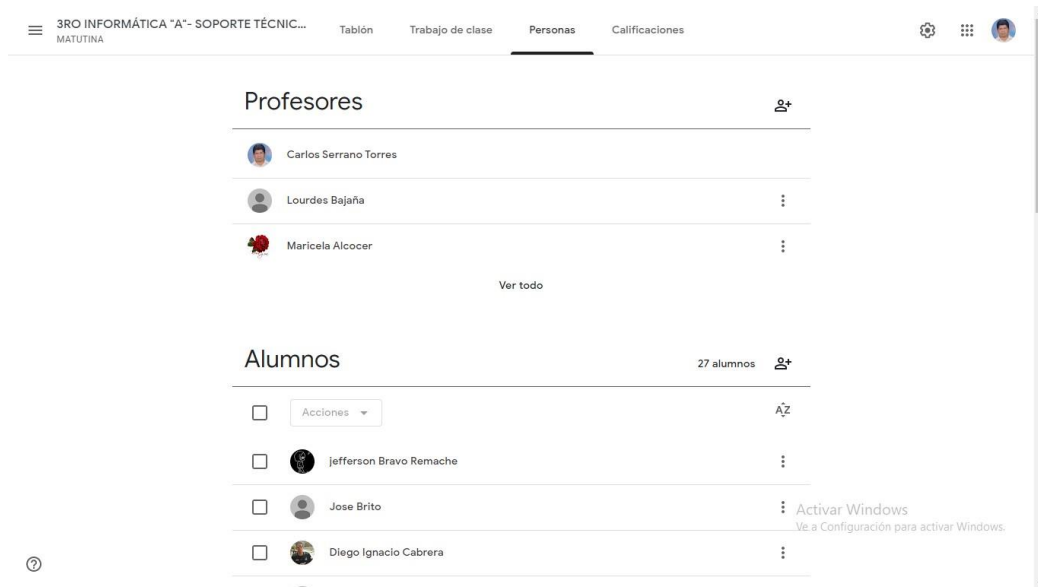 3RO INFORMÁTICA "A"- SOPORTE TÉCNIC...
MATUTINA
Tablón
Trabajo de clase
Personas
Calificaciones
Profesores
Carlos Serrano Torres
Lourdes Bajaña
Maricela Alcocer
Ver todo
Alumnos
27 alumnos
Acciones
AZ
jefferson Bravo Remache
Jose Brito
Diego Ignacio Cabrera
Activar Windows
Ve a Configuración para activar Windows.